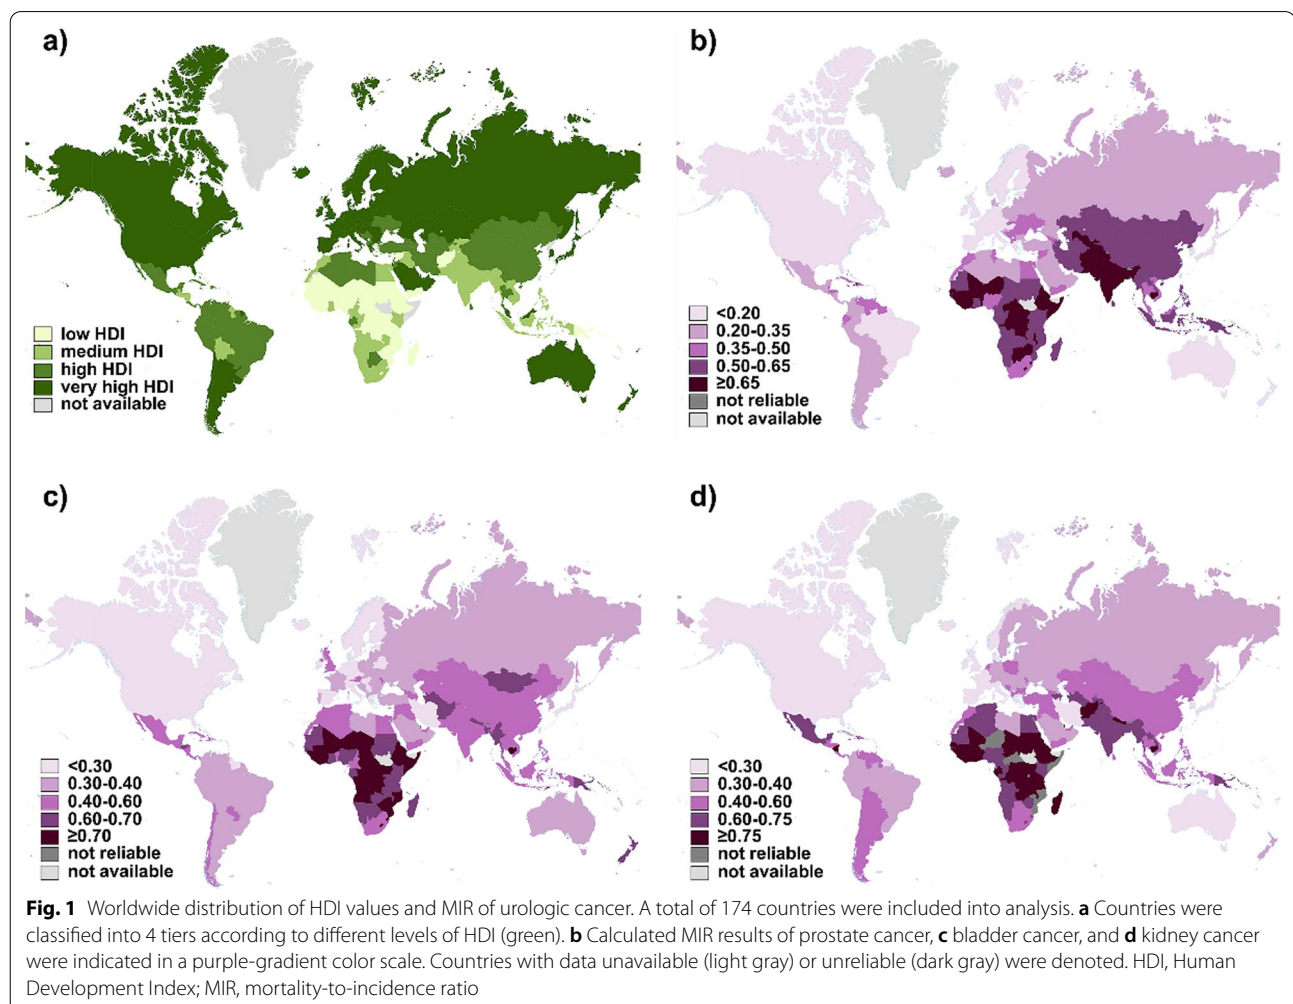 a)
low HDI
medium HDI
high HDI
very high HDI
not available
b)
<0.20
0.20-0.35
0.35-0.50
0.50-0.65
≥0.65
not reliable
not available
c)
<0.30
0.30-0.40
0.40-0.60
0.60-0.70
≥0.70
not reliable
not available
d)
<0.30
0.30-0.40
0.40-0.60
0.60-0.75
≥0.75
not reliable
not available
Fig. 1 Worldwide distribution of HDI values and MIR of urologic cancer. A total of 174 countries were included into analysis. a Countries were
classified into 4 tiers according to different levels of HDI (green). b Calculated MIR results of prostate cancer, c bladder cancer, and d kidney cancer
were indicated in a purple-gradient color scale. Countries with data unavailable (light gray) or unreliable (dark gray) were denoted. HDI, Human
Development Index; MIR, mortality-to-incidence ratio